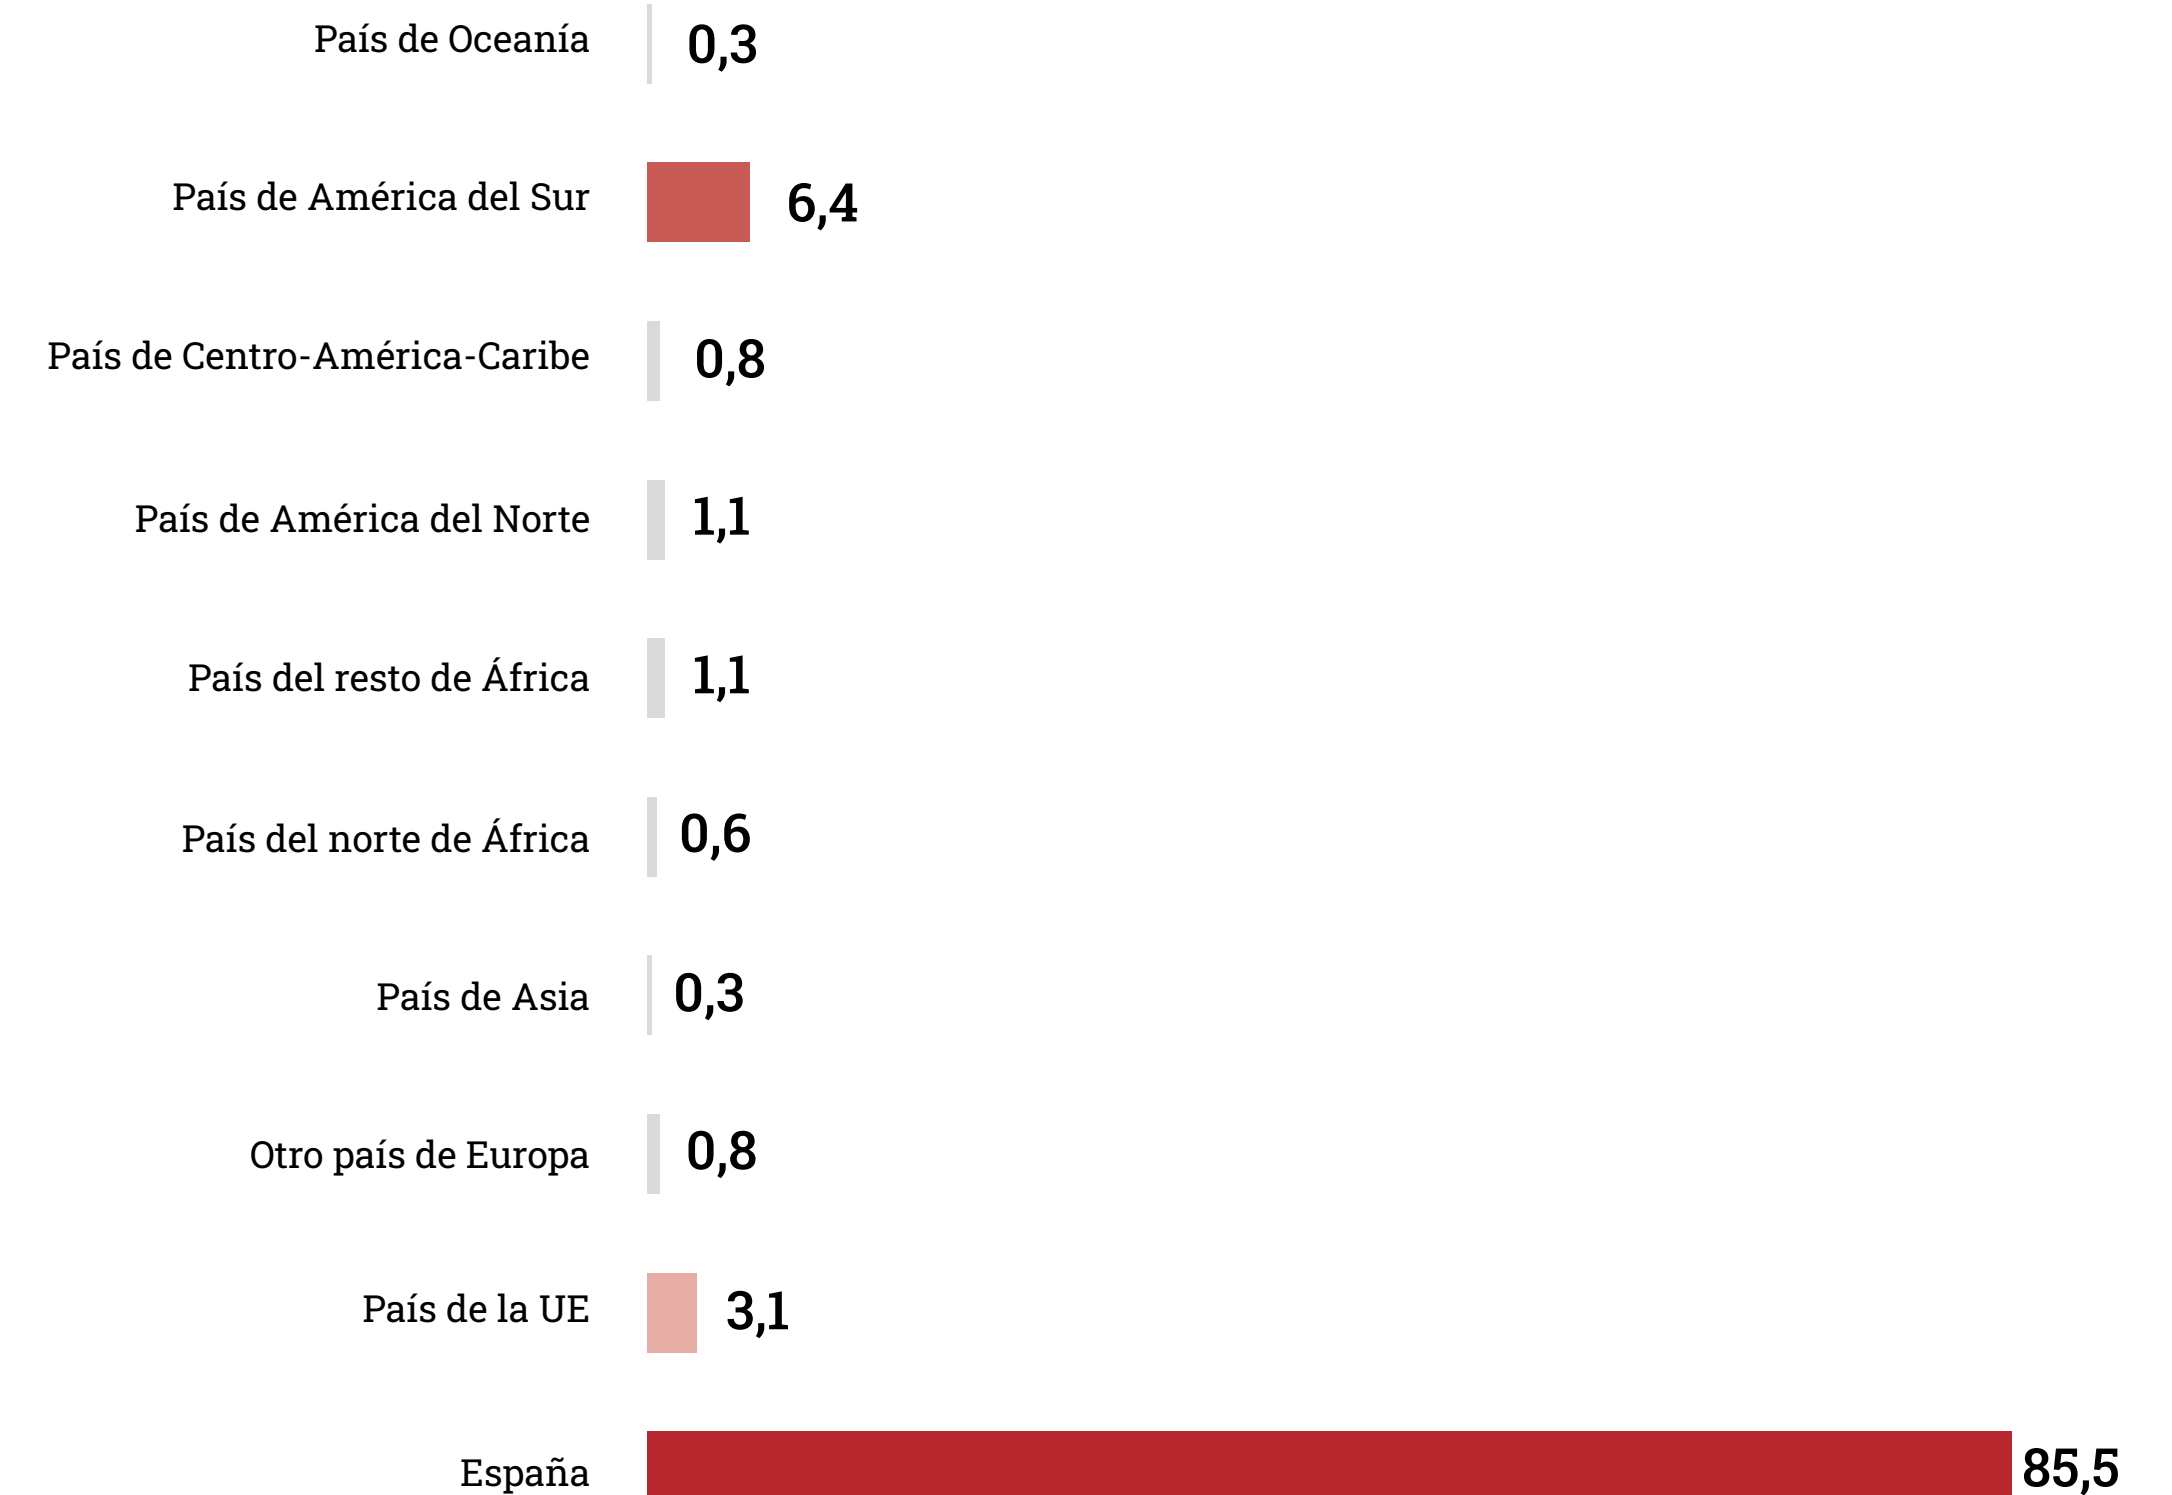 País de Oceanía 0,3
País de América del Sur 6,4
País de Centro-América-Caribe 0,8
País de América del Norte 1,1
País del resto de África 1,1
País del norte de África 0,6
País de Asia 0,3
Otro país de Europa 0,8
País de la UE 3,1
España 85,5